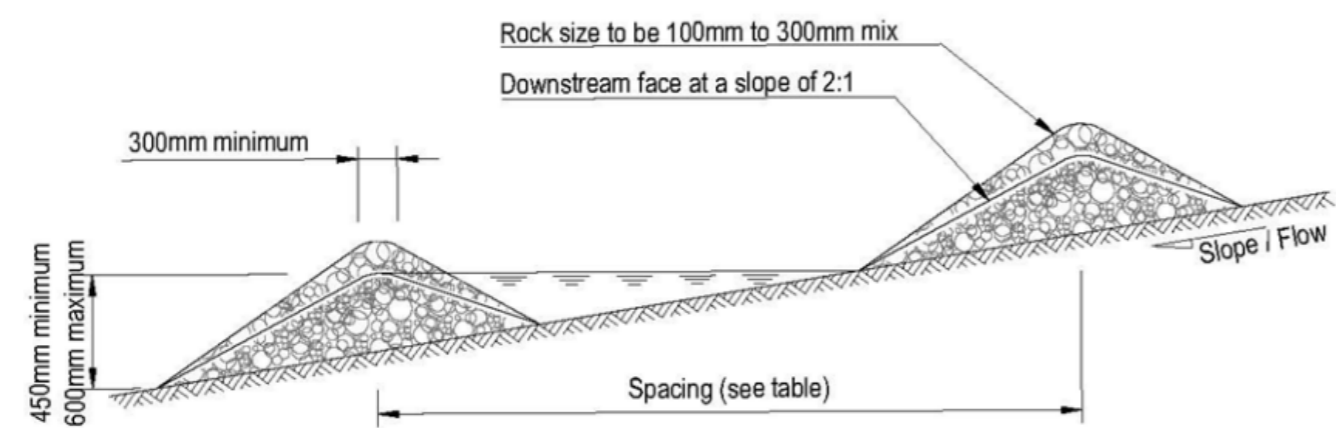 Rock size to be 100mm to 300mm mix
Downstream face at a slope of 2:1
300mm minimum
450mm minimum
600mm maximum
Slope / Flow
Spacing (see table)